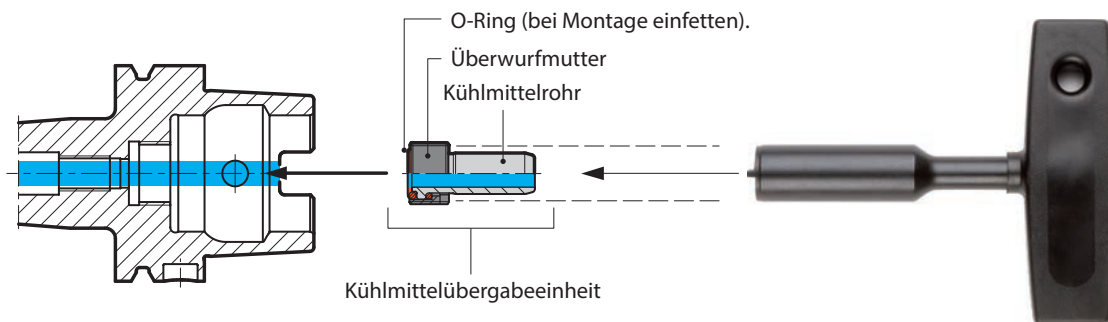 O-Ring (bei Montage einfetten).
Überwurfmutter
Kühlmittelrohr
Kühlmittelübergabeeinheit